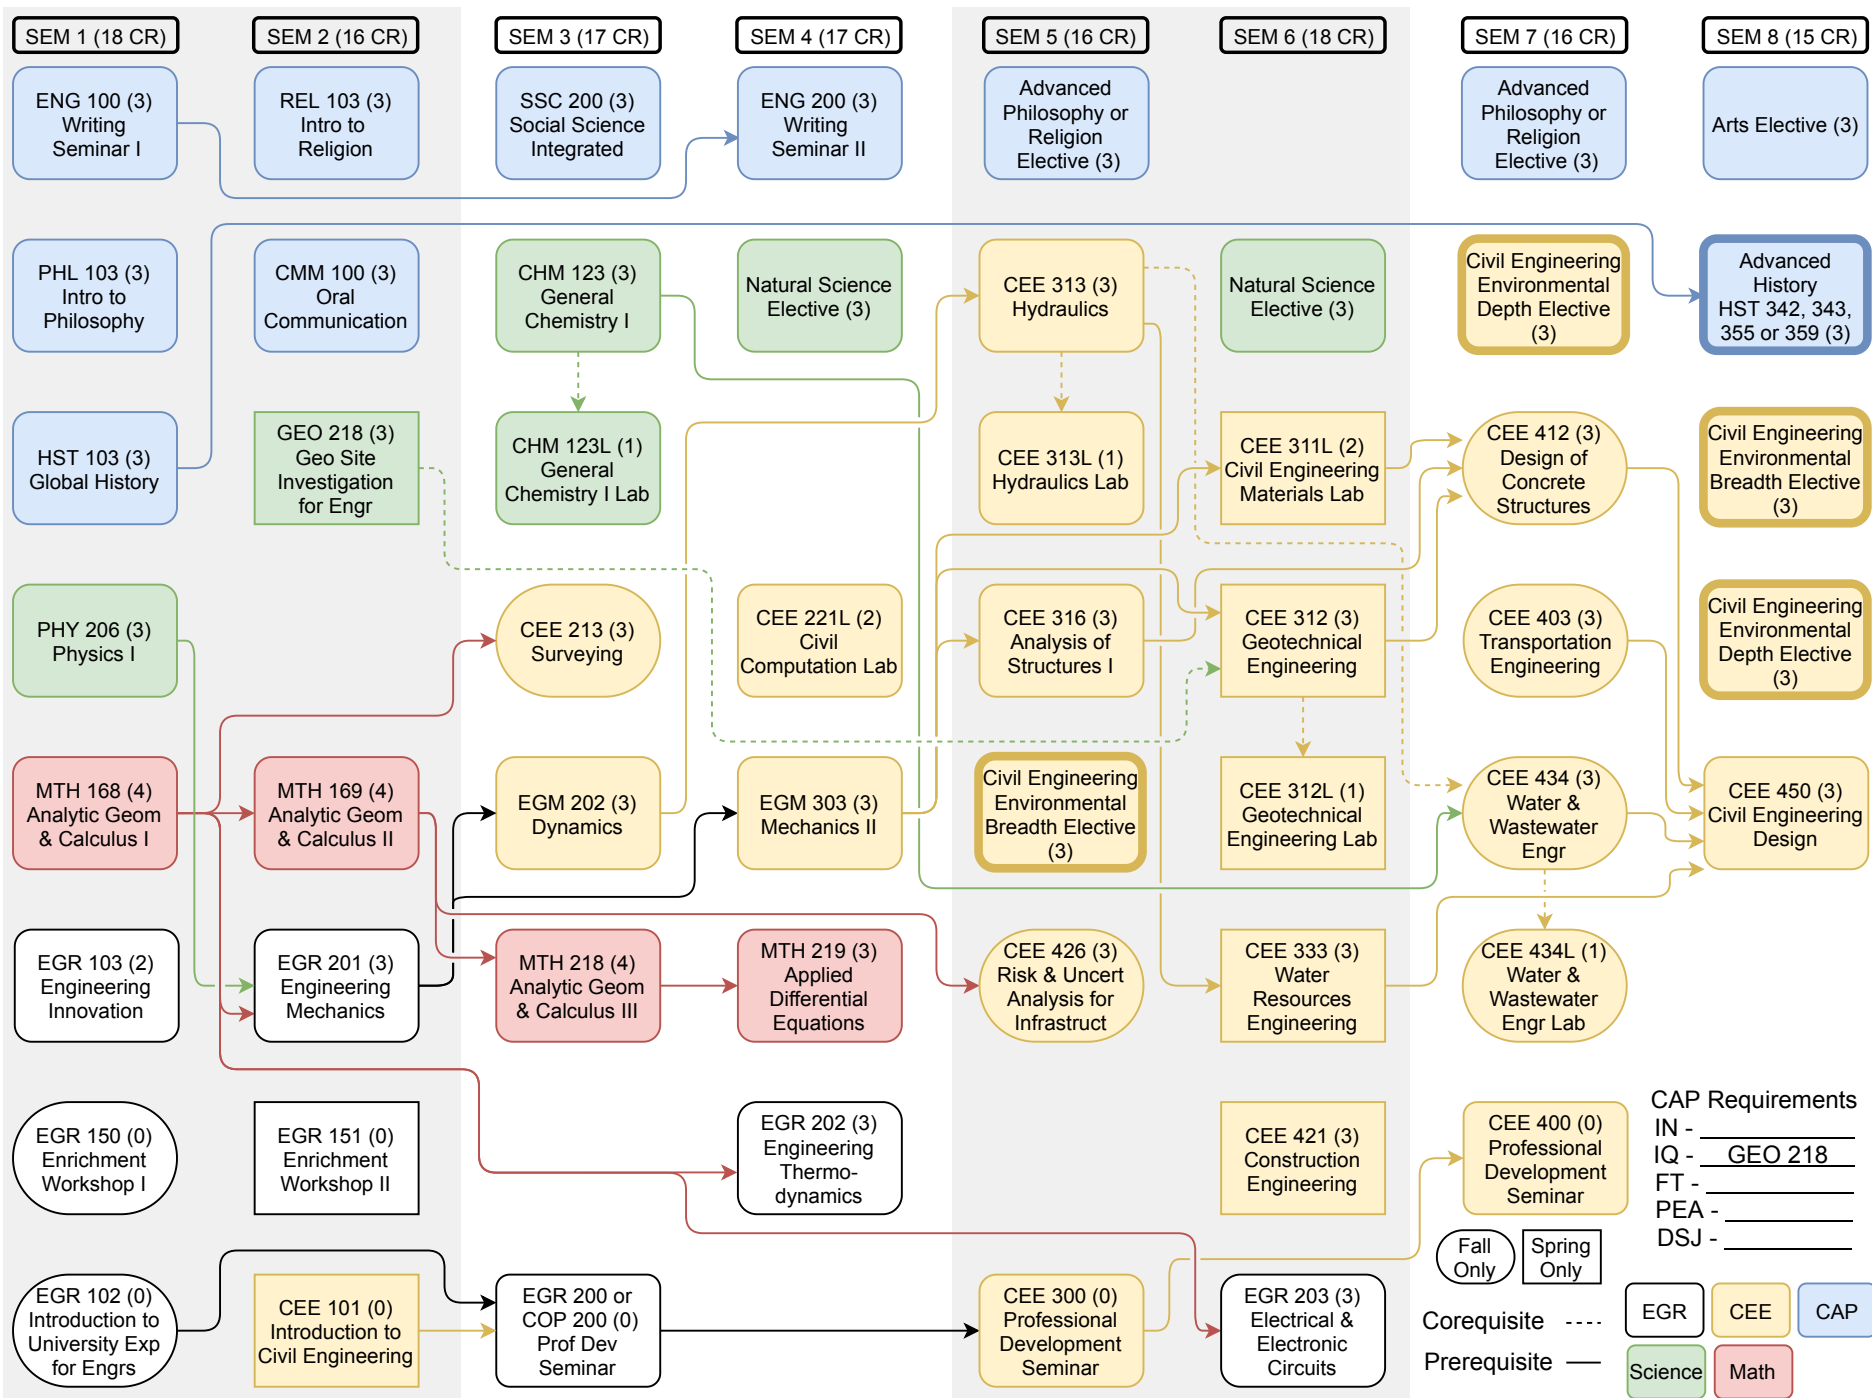 SEM 1 (18 CR)
SEM 2 (16 CR)
SEM 3 (17 CR)
SEM 4 (17 CR)
SEM 5 (16 CR)
SEM 6 (18 CR)
SEM 7 (16 CR)
SEM 8 (15 CR)
ENG 100 (3)
Writing
Seminar I
REL 103 (3)
Intro to
Religion
SSC 200 (3)
Social Science
Integrated
ENG 200 (3)
Writing
Seminar II
Advanced
Philosophy or
Religion
Elective (3)
Advanced
Philosophy or
Religion
Elective (3)
Arts Elective (3)
PHL 103 (3)
Intro to
Philosophy
CMM 100 (3)
Oral
Communication
CHM 123 (3)
General
Chemistry I
Natural Science
Elective (3)
CEE 313 (3)
Hydraulics
Natural Science
Elective (3)
Civil Engineering
Environmental
Depth Elective
(3)
Advanced
History
HST 342, 343,
355 or 359 (3)
HST 103 (3)
Global History
GEO 218 (3)
Geo Site
Investigation
for Engr
CHM 123L (1)
General
Chemistry I Lab
CEE 313L (1)
Hydraulics Lab
CEE 311L (2)
Civil Engineering
Materials Lab
CEE 412 (3)
Design of
Concrete
Structures
Civil Engineering
Environmental
Breadth Elective
(3)
PHY 206 (3)
Physics I
CEE 213 (3)
Surveying
CEE 221L (2)
Civil
Computation Lab
CEE 316 (3)
Analysis of
Structures I
CEE 312 (3)
Geotechnical
Engineering
CEE 403 (3)
Transportation
Engineering
Civil Engineering
Environmental
Depth Elective
(3)
MTH 168 (4)
Analytic Geom
& Calculus I
MTH 169 (4)
Analytic Geom
& Calculus II
EGM 202 (3)
Dynamics
EGM 303 (3)
Mechanics II
Civil Engineering
Environmental
Breadth Elective
(3)
CEE 312L (1)
Geotechnical
Engineering Lab
CEE 434 (3)
Water &
Wastewater
Engr
CEE 450 (3)
Civil Engineering
Design
EGR 103 (2)
Engineering
Innovation
EGR 201 (3)
Engineering
Mechanics
MTH 218 (4)
Analytic Geom
& Calculus III
MTH 219 (3)
Applied
Differential
Equations
CEE 426 (3)
Risk & Uncert
Analysis for
Infrastruct
CEE 333 (3)
Water
Resources
Engineering
CEE 434L (1)
Water &
Wastewater
Engr Lab
EGR 150 (0)
Enrichment
Workshop I
EGR 151 (0)
Enrichment
Workshop II
EGR 202 (3)
Engineering
Thermo-
dynamics
CEE 421 (3)
Construction
Engineering
CEE 400 (0)
Professional
Development
Seminar
CAP Requirements
IN -
IQ - GEO 218
FT -
PEA -
DSJ -
EGR 102 (0)
Introduction to
University Exp
for Engrs
CEE 101 (0)
Introduction to
Civil Engineering
EGR 200 or
COP 200 (0)
Prof Dev
Seminar
CEE 300 (0)
Professional
Development
Seminar
EGR 203 (3)
Electrical &
Electronic
Circuits
Fall
Only
Spring
Only
Corequisite
Prerequisite
EGR
CEE
CAP
Science
Math